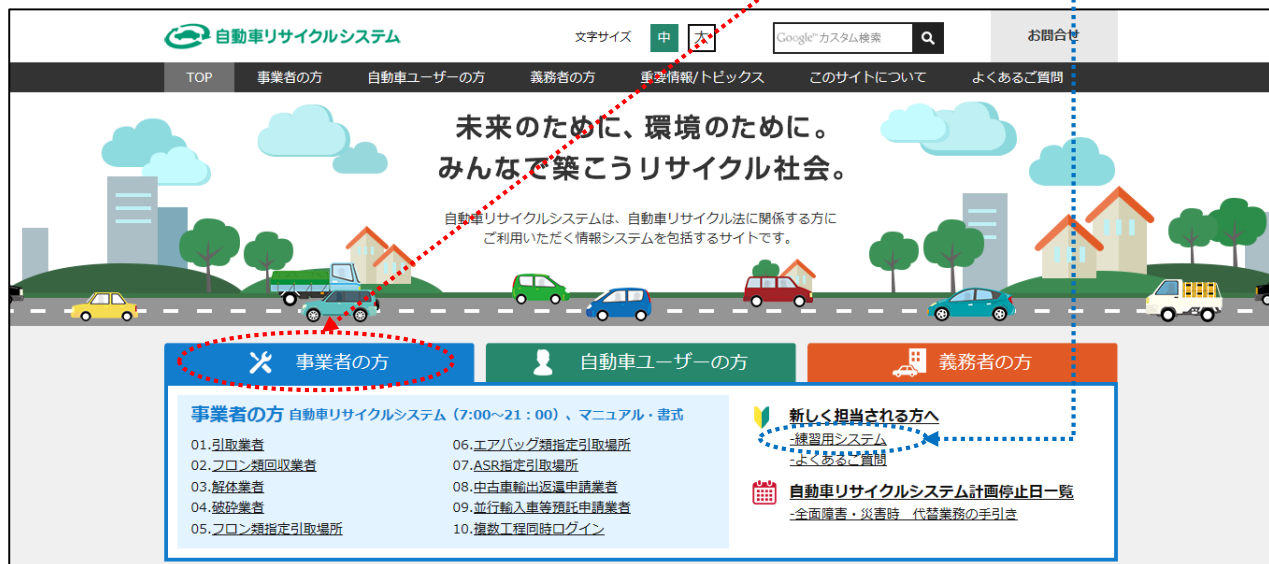 自動車リサイクルシステム
文字サイズ 中 大
Google™ カスタム検索
お問合せ
TOP 事業者の方 自動車ユーザーの方 義務者の方 重要情報/トピックス このサイトについて よくあるご質問
未来のために、環境のために。
みんなで築こうリサイクル社会。
自動車リサイクルシステムは、自動車リサイクル法に関係する方に
ご利用いただく情報システムを包括するサイトです。
事業者の方 自動車ユーザーの方 義務者の方
事業者の方 自動車リサイクルシステム（7:00～21：00）、マニュアル・書式
01.引取業者
02.フロン類回収業者
03.解体業者
04.破砕業者
05.フロン類指定引取場所
06.エアバッグ類指定引取場所
07.ASR指定引取場所
08.中古車輸出返還申請業者
09.並行輸入車等預託申請業者
10.複数工程同時ログイン
新しく担当される方へ
-練習用システム
-よくあるご質問
自動車リサイクルシステム計画停止日一覧
-全面障害・災害時　代替業務の手引き